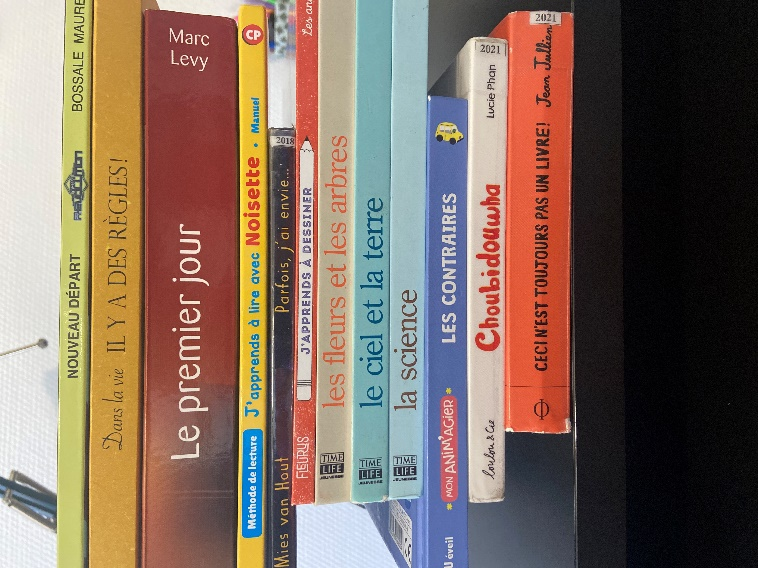 NOUVEAU DÉPART
BOSSALE MAURE
Dans la vie IL Y A DES RÈGLES!
Marc
Levy
Le premier jour
CP
Méthode de lecture
J'apprends à lire avec Noisette • Manuel
2018
Mies van Hout
Parfois, j'ai envie...
FLEURUS
J'APPRENDS À DESSINER
Les an
TIME
LIFE
JEUNESSE
les fleurs et les arbres
TIME
LIFE
JEUNESSE
le ciel et la terre
TIME
LIFE
JEUNESSE
la science
U éveil
MON ANIM'AGIER
LES CONTRAIRES
2021
loulou & Cie
Choubidouwha
Lucie Phan
2021
CECI N'EST TOUJOURS PAS UN LIVRE!
Jean Jullien